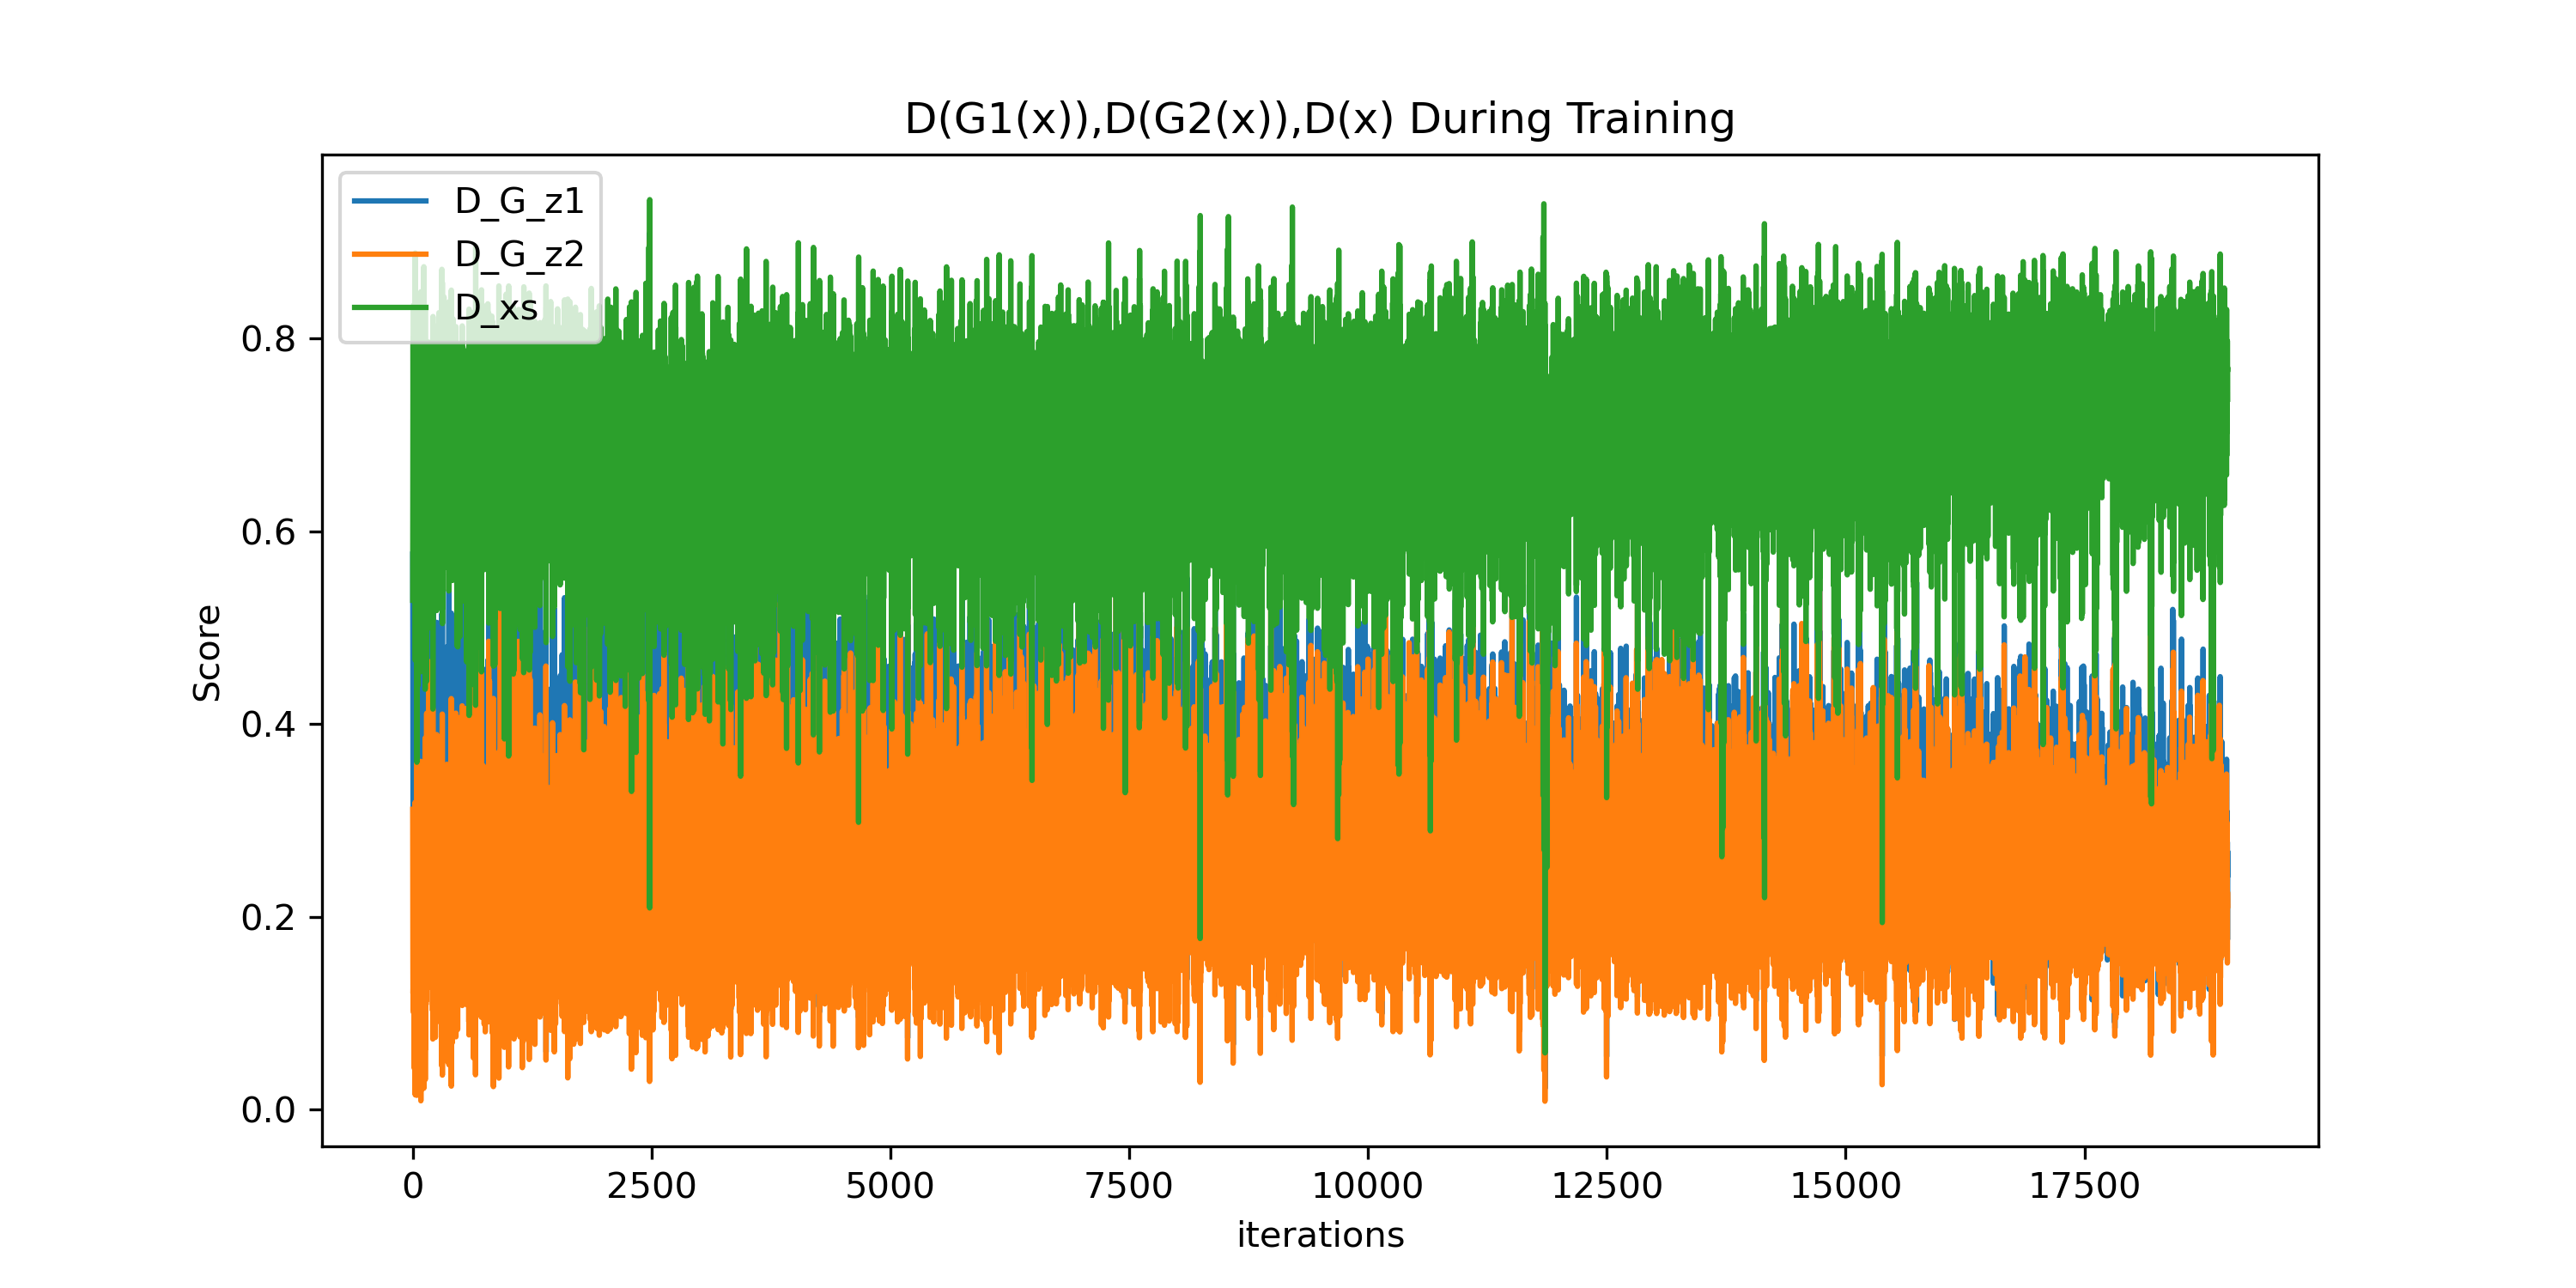 D(G1(x)),D(G2(x)),D(x) During Training
D_G_z1
D_G_z2
D_xs
0.8
0.6
0.4
0.2
0.0
Score
0 2500 5000 7500 10000 12500 15000 17500
iterations